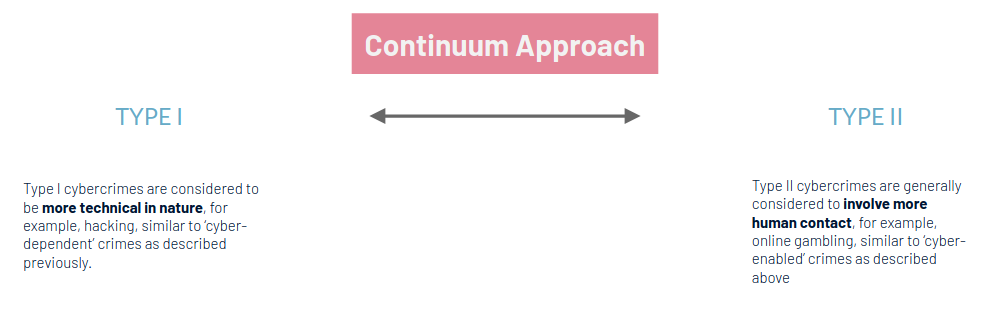 Continuum Approach
TYPE I
TYPE II
Type I cybercrimes are considered to
be more technical in nature, for
example, hacking, similar to ‘cyber-
dependent’ crimes as described
previously.
Type II cybercrimes are generally
considered to involve more
human contact, for example,
online gambling, similar to ‘cyber-
enabled’ crimes as described
above